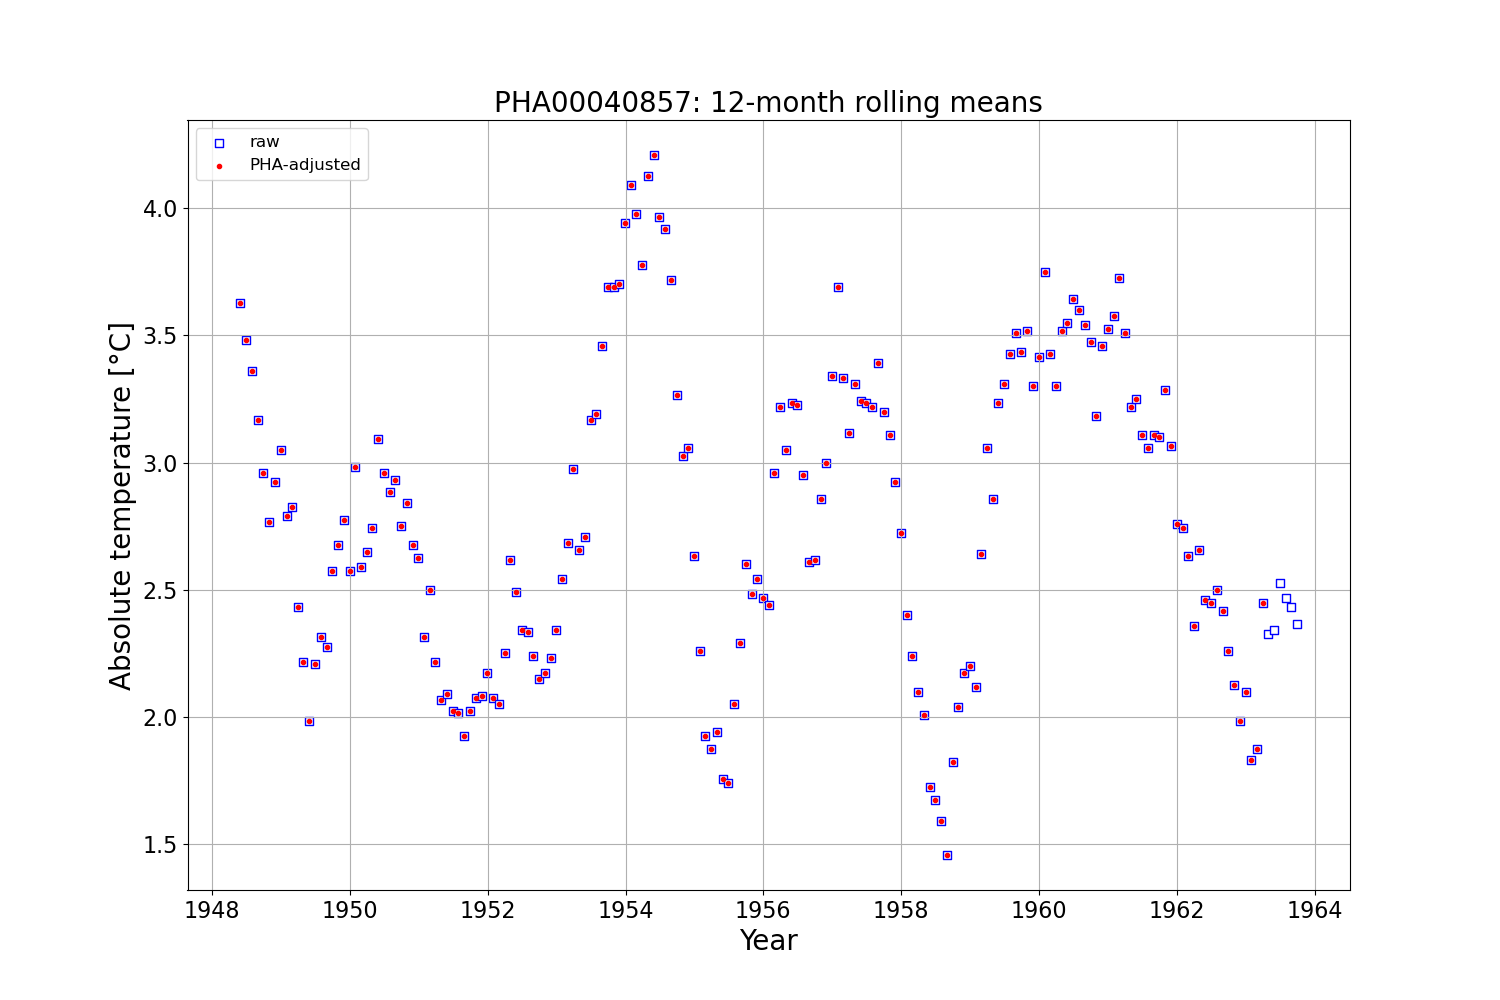 PHA00040857: 12-month rolling means
raw
PHA-adjusted
Absolute temperature [°C]
4.0
3.5
3.0
2.5
2.0
1.5
1948 1950 1952 1954 1956 1958 1960 1962 1964
Year